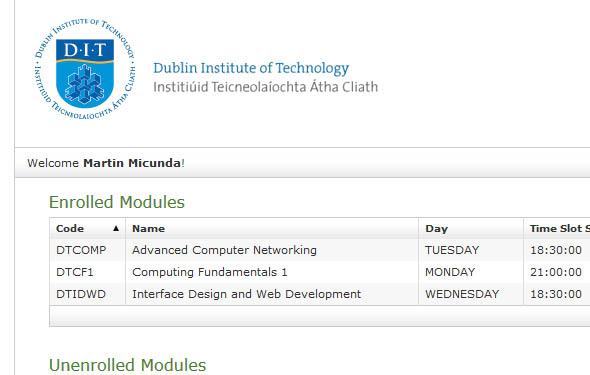 DUBLIN INSTITUTE OF TECHNOLOGY
D·I·T
INSTITIÚID TEICNEOLAÍOCHTA ÁTHA CLIATH
Dublin Institute of Technology
Institiúid Teicneolaíochta Átha Cliath
Welcome Martin Micunda!
Enrolled Modules
Code ▲ Name Day Time Slot S
DTCOMP Advanced Computer Networking TUESDAY 18:30:00
DTCF1 Computing Fundamentals 1 MONDAY 21:00:00
DTIDWD Interface Design and Web Development WEDNESDAY 18:30:00
Unenrolled Modules